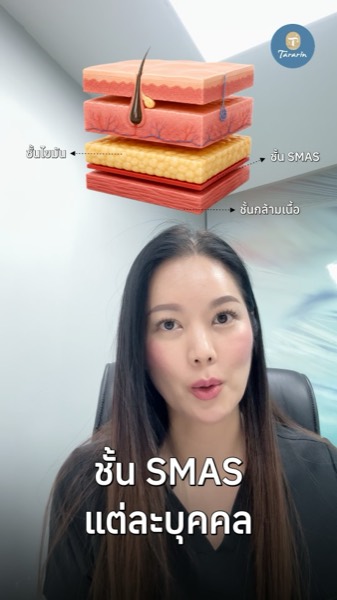 Tararin
ชั้นไขมัน
ชั้น SMAS
ชั้นกล้ามเนื้อ
ชั้น SMAS
แต่ละบุคคล